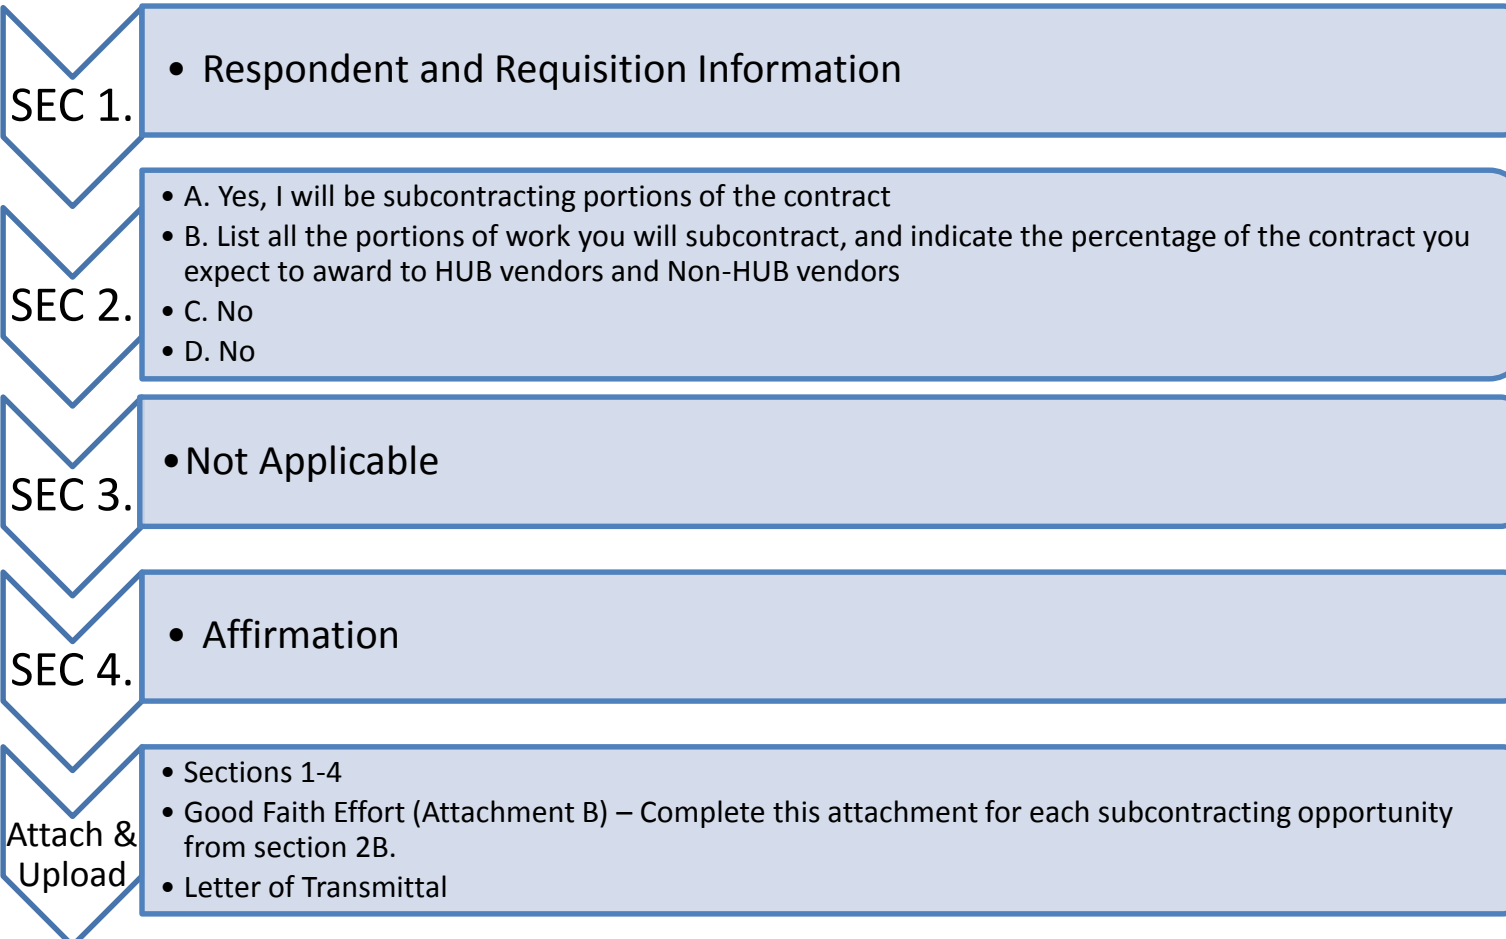 SEC 1.
• Respondent and Requisition Information
SEC 2.
• A. Yes, I will be subcontracting portions of the contract
• B. List all the portions of work you will subcontract, and indicate the percentage of the contract you
expect to award to HUB vendors and Non-HUB vendors
• C. No
• D. No
SEC 3.
•Not Applicable
SEC 4.
• Affirmation
Attach &
Upload
• Sections 1-4
• Good Faith Effort (Attachment B) – Complete this attachment for each subcontracting opportunity
from section 2B.
• Letter of Transmittal